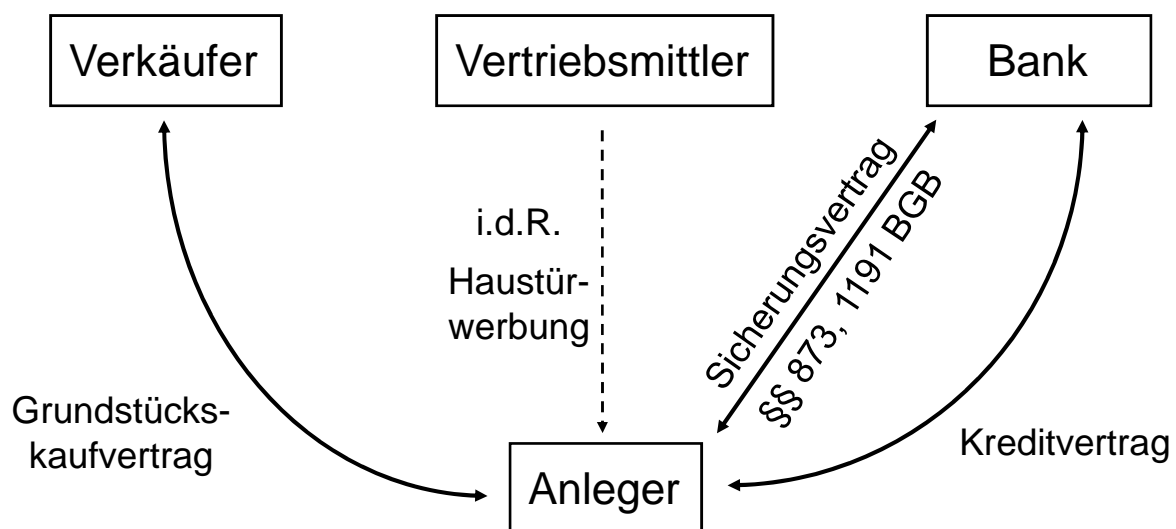 Verkäufer
Vertriebsmittler
Bank
i.d.R.
Haustür-
werbung
Sicherungsvertrag
§§ 873, 1191 BGB
Grundstücks-
kaufvertrag
Kreditvertrag
Anleger